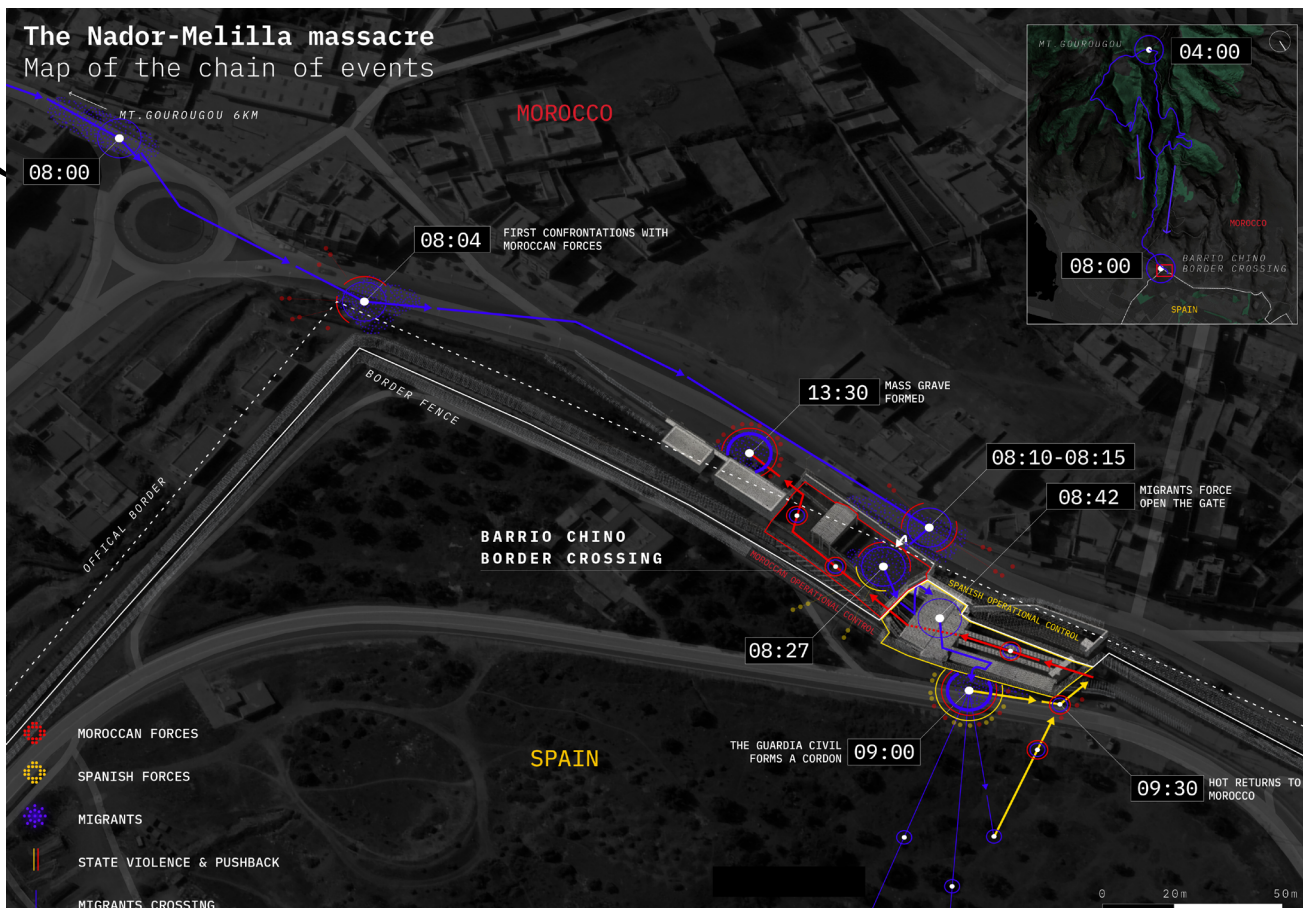 The Nador-Melilla massacre
Map of the chain of events
MT.GOUROUGOU 6KM
08:00
MOROCCO
08:04
FIRST CONFRONTATIONS WITH
MOROCCAN FORCES
MT.GOUROUGOU
04:00
MOROCCO
08:00
BARRIO CHINO
BORDER CROSSING
SPAIN
BORDER FENCE
OFFICAL BORDER
13:30
MASS GRAVE
FORMED
08:10-08:15
08:42
MIGRANTS FORCE
OPEN THE GATE
BARRIO CHINO
BORDER CROSSING
MOROCCAN OPERATIONAL CONTROL
SPANISH OPERATIONAL CONTROL
08:27
SPAIN
THE GUARDIA CIVIL
FORMS A CORDON
09:00
09:30
HOT RETURNS TO
MOROCCO
MOROCCAN FORCES
SPANISH FORCES
MIGRANTS
STATE VIOLENCE & PUSHBACK
MIGRANTS CROSSING
0 20m 50m